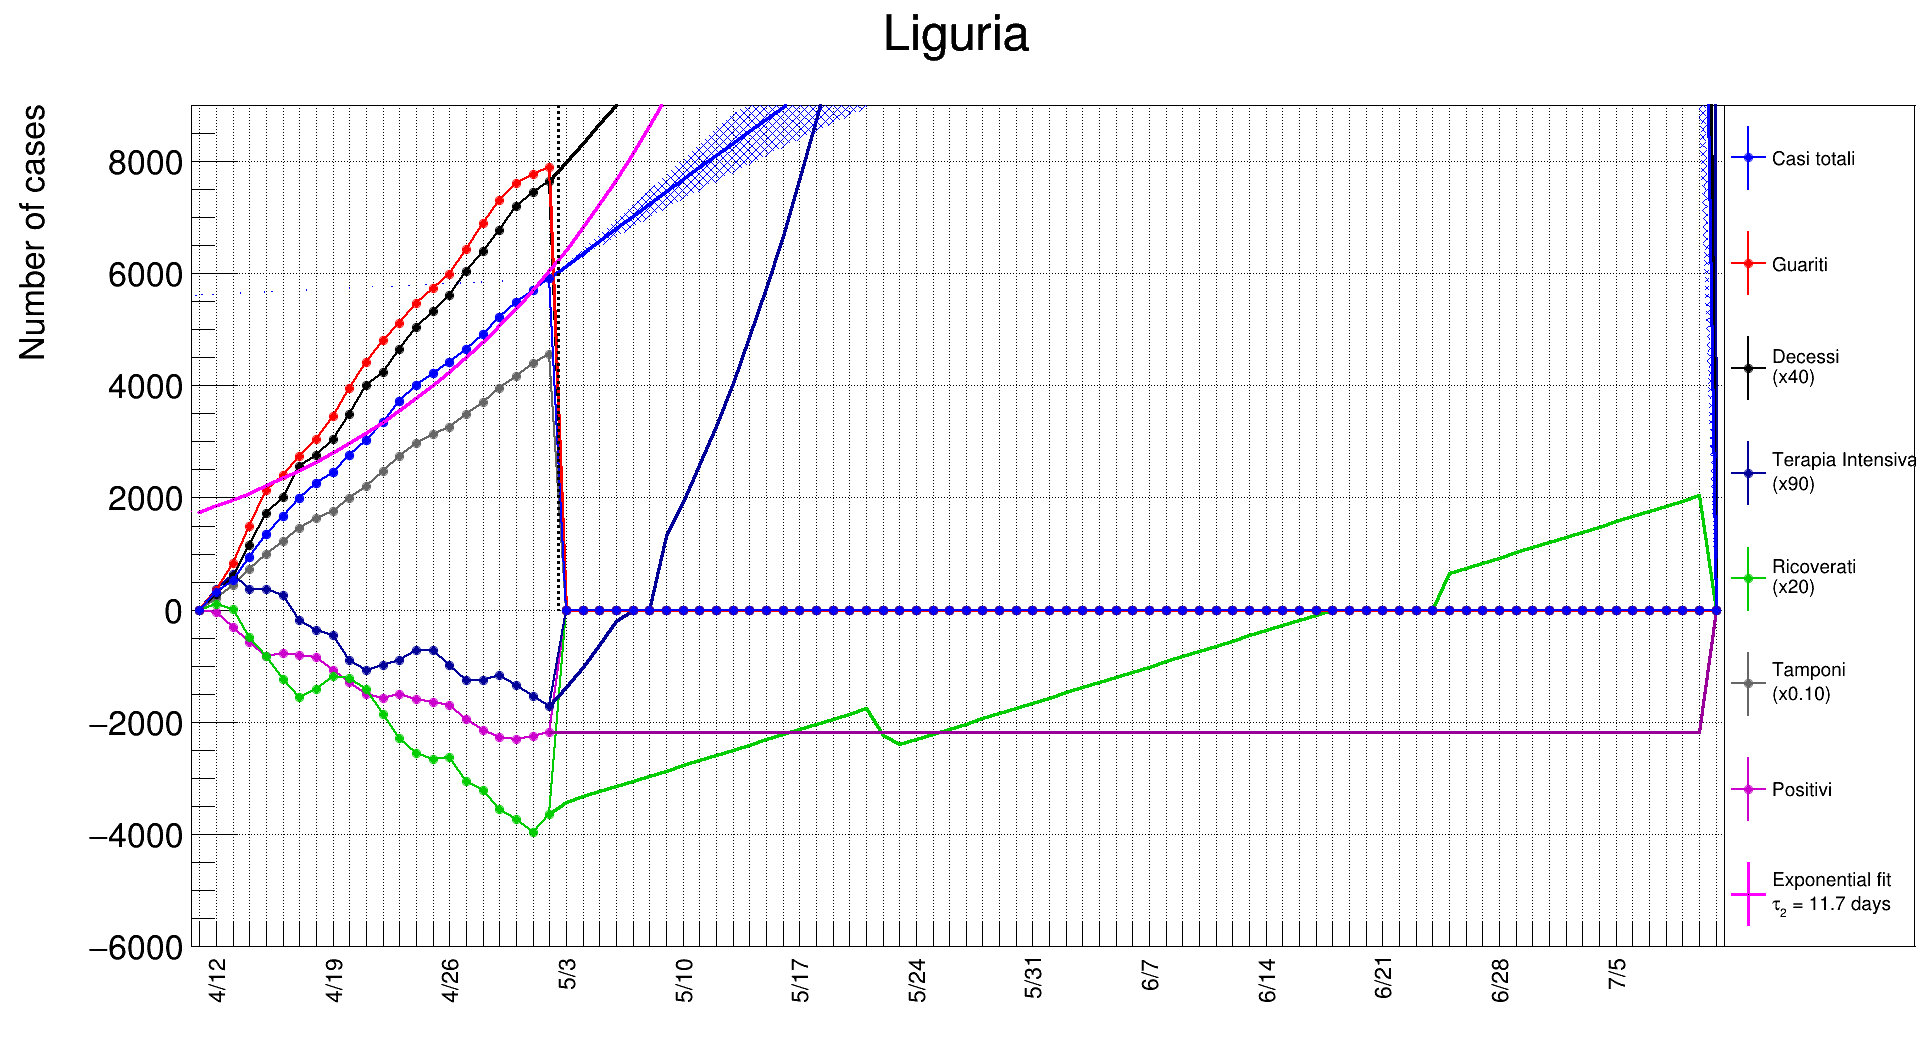 Liguria
Number of cases
8000
6000
4000
2000
0
−2000
−4000
−6000
4/12
4/19
4/26
5/3
5/10
5/17
5/24
5/31
6/7
6/14
6/21
6/28
7/5
Casi totali
Guariti
Decessi
(x40)
Terapia Intensiva
(x90)
Ricoverati
(x20)
Tamponi
(x0.10)
Positivi
Exponential fit
τ₂ = 11.7 days